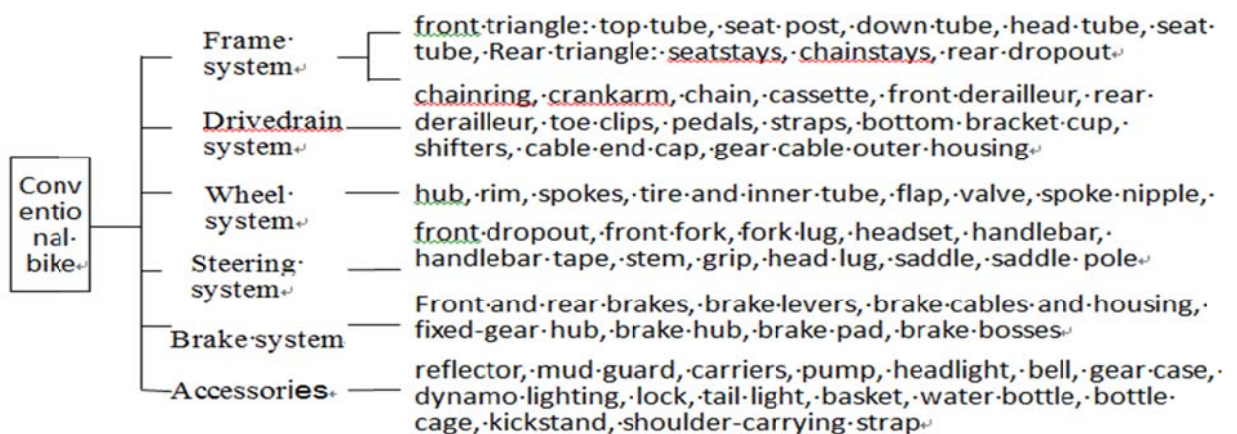 Conv
entio
nal·
bike↵
Frame·
system↵
front·triangle:·top·tube,·seat·post,·down·tube,·head·tube,·seat·
tube,·Rear·triangle:·seatstays,·chainstays,·rear·dropout↵
Drivedrain
system↵
chainring,·crankarm,·chain,·cassette,·front·derailleur,·rear·
derailleur,·toe·clips,·pedals,·straps,·bottom·bracket·cup,·
shifters,·cable·end·cap,·gear·cable·outer·housing↵
Wheel·
system↵
hub,·rim,·spokes,·tire·and·inner·tube,·flap,·valve,·spoke·nipple,·
Steering·
system↵
front·dropout,·front·fork,·fork·lug,·headset,·handlebar,·
handlebar·tape,·stem,·grip,·head·lug,·saddle,·saddle·pole↵
Brake·system
Front·and·rear·brakes,·brake·levers,·brake·cables·and·housing,·
fixed-gear·hub,·brake·hub,·brake·pad,·brake·bosses↵
Accessories↵
reflector,·mud·guard,·carriers,·pump,·headlight,·bell,·gear·case,·
dynamo·lighting,·lock,·tail·light,·basket,·water·bottle,·bottle·
cage,·kickstand,·shoulder-carrying·strap↵